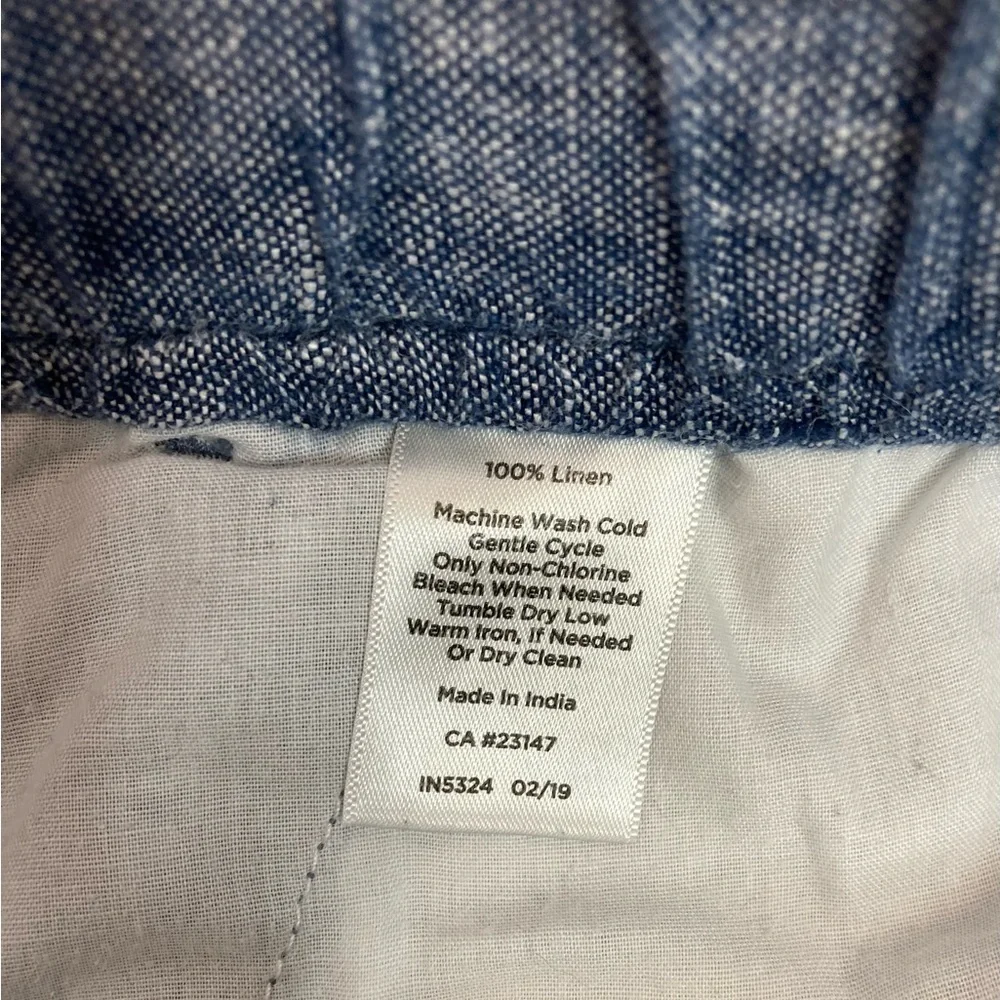 100% Linen
Machine Wash Cold
Gentle Cycle
Only Non-Chlorine
Bleach When Needed
Tumble Dry Low
Warm Iron, If Needed
Or Dry Clean
Made In India
CA #23147
IN5324 02/19